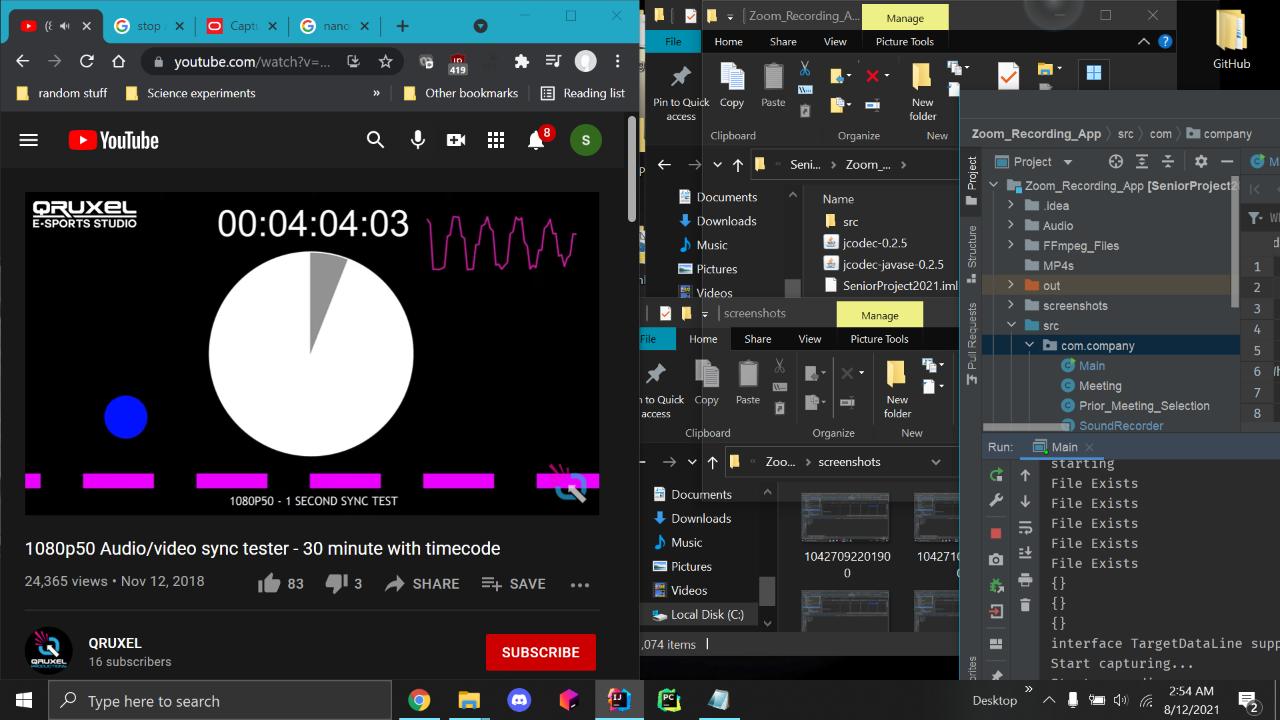 stop
Captu
nano
youtube.com/watch?v=...
419
random stuff
Science experiments
»
Other bookmarks
Reading list
YouTube
8
S
QRUXEL
E-SPORTS STUDIO
00:04:04:03
1080P50 - 1 SECOND SYNC TEST
1080p50 Audio/video sync tester - 30 minute with timecode
24,365 views • Nov 12, 2018
83
3
SHARE
SAVE
QRUXEL
PRODUCTIONS
QRUXEL
16 subscribers
SUBSCRIBE
Zoom_Recording_A...
Manage
File
Home
Share
View
Picture Tools
Pin to Quick
access
Copy
Paste
New
folder
Clipboard
Organize
New
Seni...
Zoom_...
Documents
Downloads
Music
Pictures
Videos
Name
src
jcodec-0.2.5
jcodec-javase-0.2.5
SeniorProject2021.iml
screenshots
Manage
File
Home
Share
View
Picture Tools
n to Quick
access
Copy
Paste
New
folder
Clipboard
Organize
New
Zoo...
screenshots
Documents
Downloads
Music
Pictures
Videos
Local Disk (C:)
1042709220190
0
104271
,074 items
GitHub
Zoom_Recording_App
src
com
company
Project
Project
Structure
Pull Requests
Zoom_Recording_App [SeniorProject2
.idea
Audio
FFmpeg_Files
MP4s
out
screenshots
src
com.company
Main
Meeting
Prior_Meeting_Selection
SoundRecorder
1
2
3
4
5
6
7
8
Run:
Main
starting
File Exists
File Exists
File Exists
File Exists
File Exists
{}
{}
{}
interface TargetDataLine supp
Start capturing...
Type here to search
Desktop
»
2:54 AM
8/12/2021
2